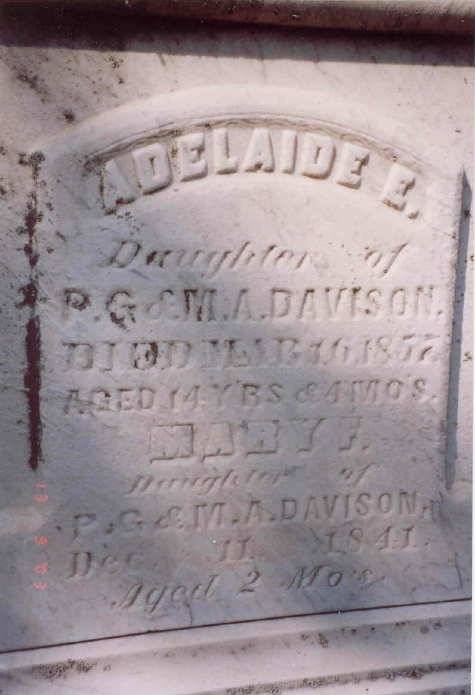 ADELAIDE E.
Daughter of
P. G. & M. A. DAVISON.
DIED MAR 16, 1857
AGED 14 YRS & 4 MO'S.
MARY F.
Daughter of
P. G. & M. A. DAVISON.
Dec. 11. 1841.
Aged 2 Mo's.